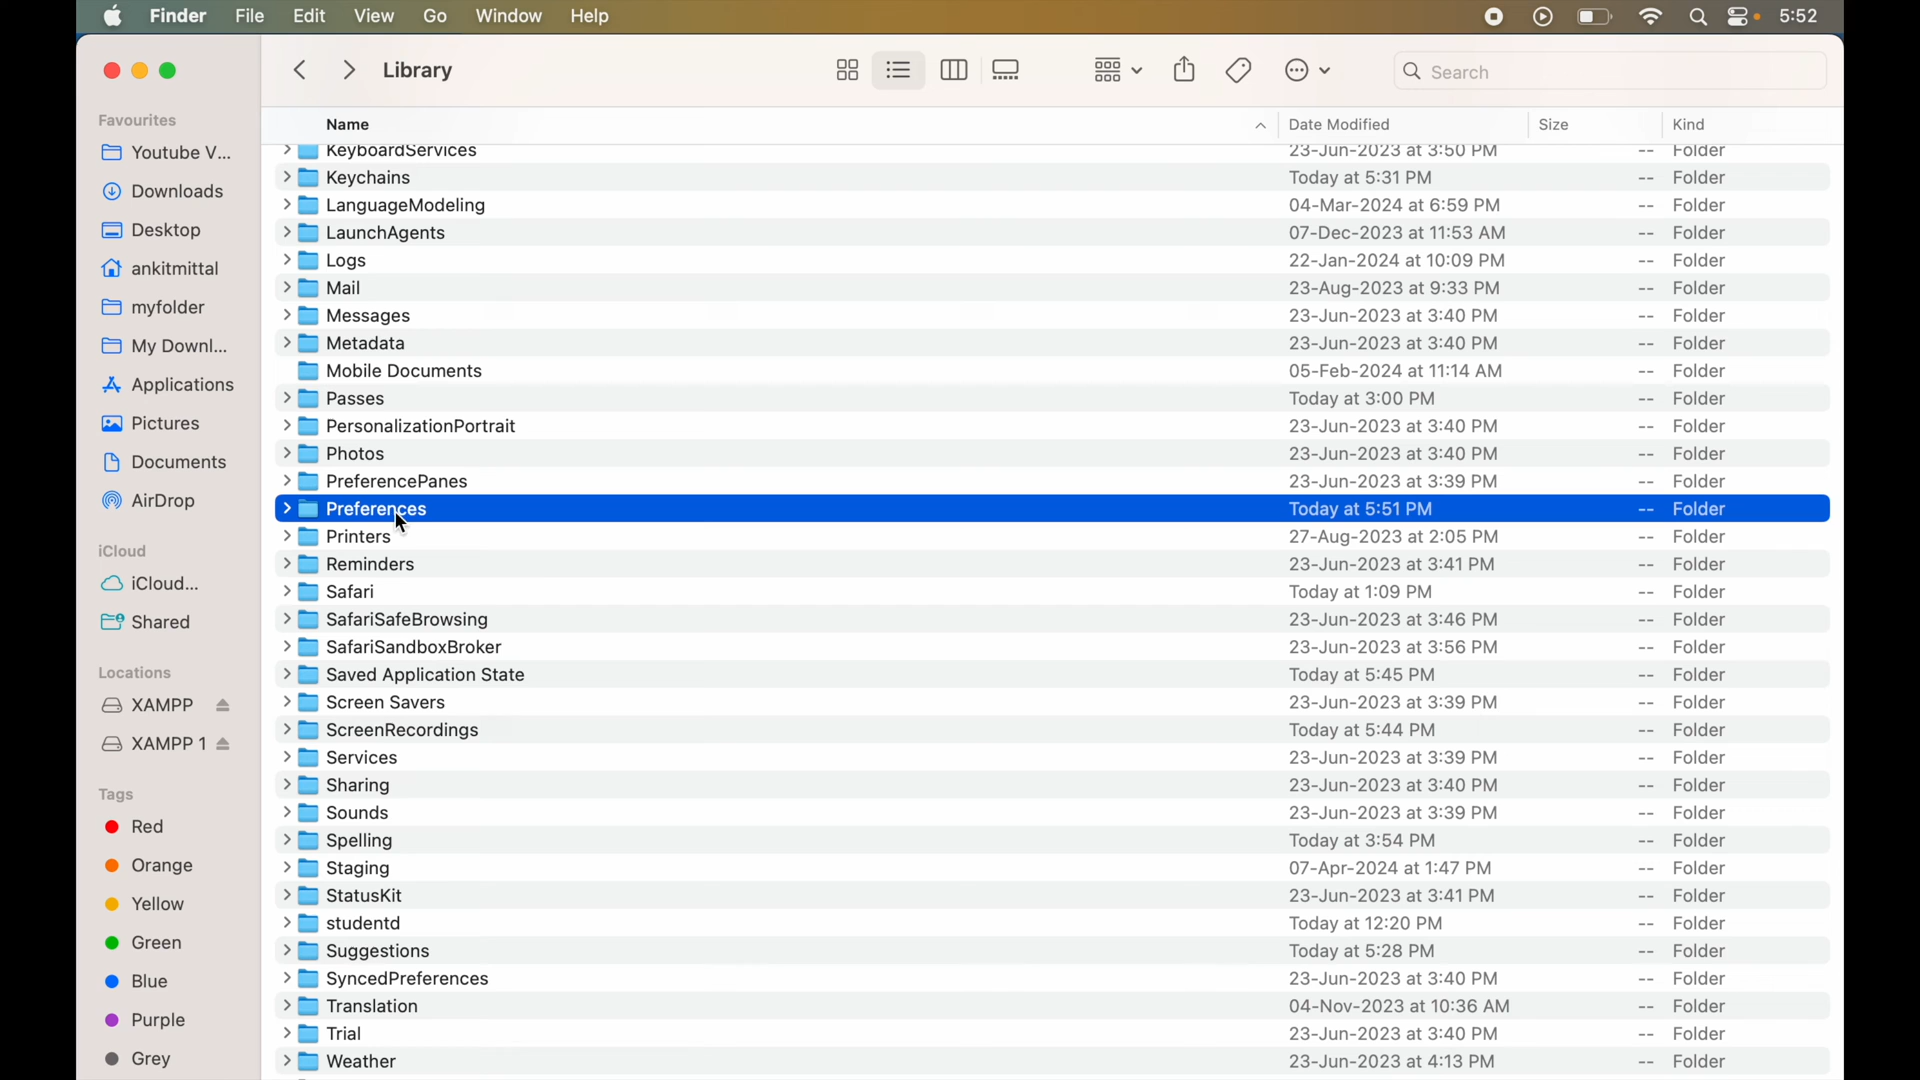 Finder File Edit View Go Window Help 5:52
Library Search
Favourites
Youtube V...
Downloads
Desktop
ankitmittal
myfolder
My Downl...
Applications
Pictures
Documents
AirDrop
iCloud
iCloud...
Shared
Locations
XAMPP
XAMPP 1
Tags
Red
Orange
Yellow
Green
Blue
Purple
Grey
Name Date Modified Size Kind
KeyboardServices 23-Jun-2023 at 3:50 PM -- Folder
Keychains Today at 5:31 PM -- Folder
LanguageModeling 04-Mar-2024 at 6:59 PM -- Folder
LaunchAgents 07-Dec-2023 at 11:53 AM -- Folder
Logs 22-Jan-2024 at 10:09 PM -- Folder
Mail 23-Aug-2023 at 9:33 PM -- Folder
Messages 23-Jun-2023 at 3:40 PM -- Folder
Metadata 23-Jun-2023 at 3:40 PM -- Folder
Mobile Documents 05-Feb-2024 at 11:14 AM -- Folder
Passes Today at 3:00 PM -- Folder
PersonalizationPortrait 23-Jun-2023 at 3:40 PM -- Folder
Photos 23-Jun-2023 at 3:40 PM -- Folder
PreferencePanes 23-Jun-2023 at 3:39 PM -- Folder
Preferences Today at 5:51 PM -- Folder
Printers 27-Aug-2023 at 2:05 PM -- Folder
Reminders 23-Jun-2023 at 3:41 PM -- Folder
Safari Today at 1:09 PM -- Folder
SafariSafeBrowsing 23-Jun-2023 at 3:46 PM -- Folder
SafariSandboxBroker 23-Jun-2023 at 3:56 PM -- Folder
Saved Application State Today at 5:45 PM -- Folder
Screen Savers 23-Jun-2023 at 3:39 PM -- Folder
ScreenRecordings Today at 5:44 PM -- Folder
Services 23-Jun-2023 at 3:39 PM -- Folder
Sharing 23-Jun-2023 at 3:40 PM -- Folder
Sounds 23-Jun-2023 at 3:39 PM -- Folder
Spelling Today at 3:54 PM -- Folder
Staging 07-Apr-2024 at 1:47 PM -- Folder
StatusKit 23-Jun-2023 at 3:41 PM -- Folder
studentd Today at 12:20 PM -- Folder
Suggestions Today at 5:28 PM -- Folder
SyncedPreferences 23-Jun-2023 at 3:40 PM -- Folder
Translation 04-Nov-2023 at 10:36 AM -- Folder
Trial 23-Jun-2023 at 3:40 PM -- Folder
Weather 23-Jun-2023 at 4:13 PM -- Folder